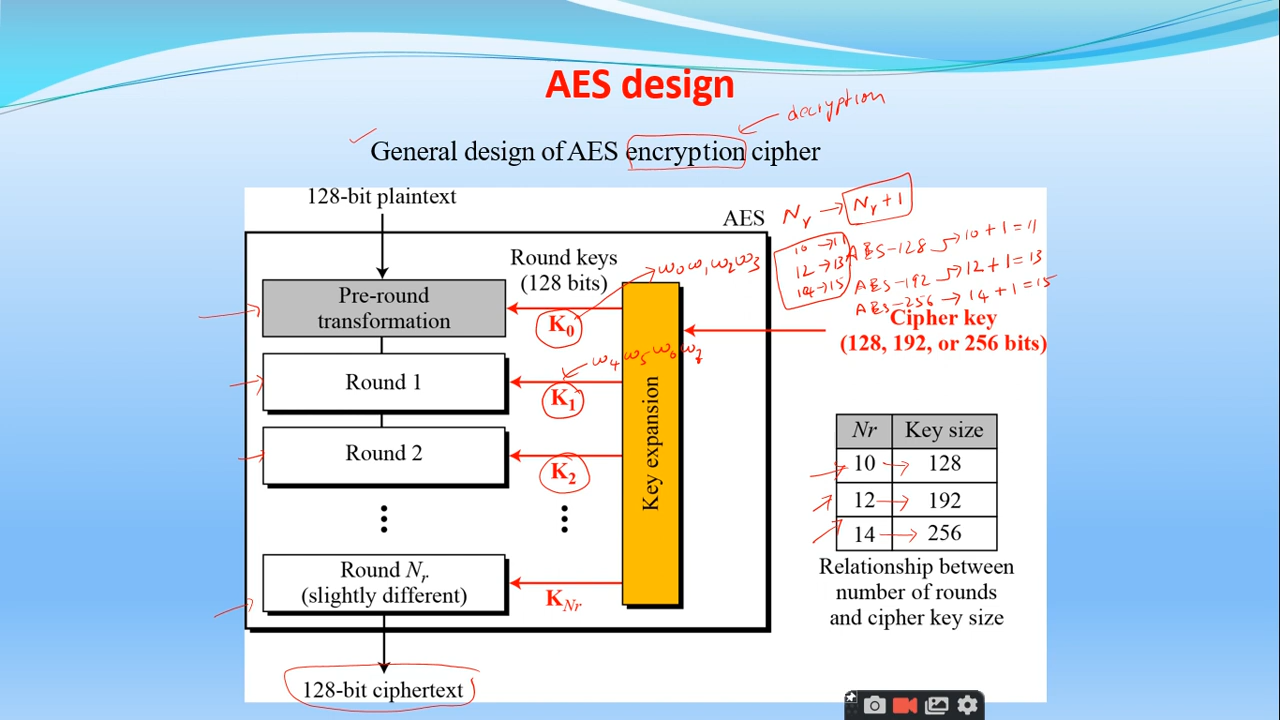 AES design
decryption
General design of AES encryption cipher
128-bit plaintext
AES
Nr → Nr + 1
10 → 11
12 → 13
14 → 15
AES-128 → 10 + 1 = 11
AES-192 → 12 + 1 = 13
AES-256 → 14 + 1 = 15
Round keys
(128 bits)
w0 w1 w2 w3
Pre-round
transformation
K0
Cipher key
(128, 192, or 256 bits)
w4 w5 w6 w7
Round 1
K1
Round 2
K2
Key expansion
Round Nr
(slightly different)
KNr
128-bit ciphertext
Nr Key size
10 → 128
12 → 192
14 → 256
Relationship between
number of rounds
and cipher key size